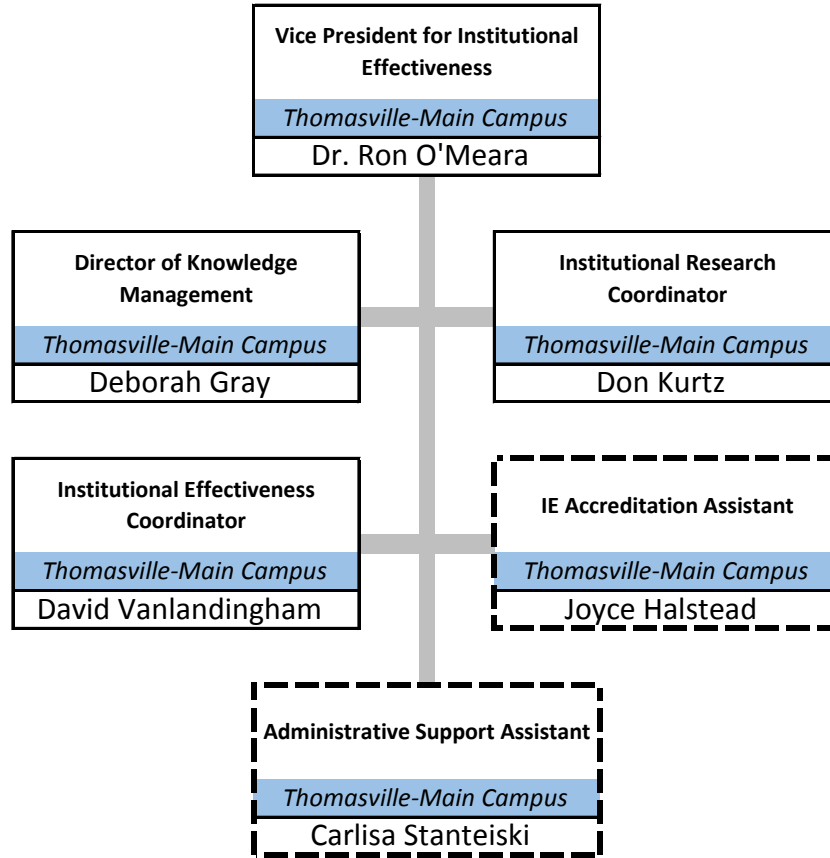 Vice President for Institutional
Effectiveness
Thomasville-Main Campus
Dr. Ron O'Meara
Director of Knowledge
Management
Thomasville-Main Campus
Deborah Gray
Institutional Research
Coordinator
Thomasville-Main Campus
Don Kurtz
Institutional Effectiveness
Coordinator
Thomasville-Main Campus
David Vanlandingham
IE Accreditation Assistant
Thomasville-Main Campus
Joyce Halstead
Administrative Support Assistant
Thomasville-Main Campus
Carlisa Stanteiski